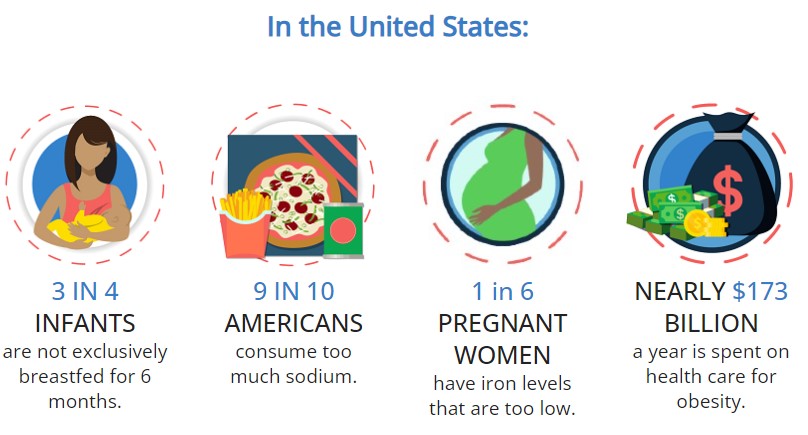 In the United States:
3 IN 4
INFANTS
are not exclusively
breastfed for 6
months.
9 IN 10
AMERICANS
consume too
much sodium.
1 in 6
PREGNANT
WOMEN
have iron levels
that are too low.
$
$
$
$
NEARLY $173
BILLION
a year is spent on
health care for
obesity.